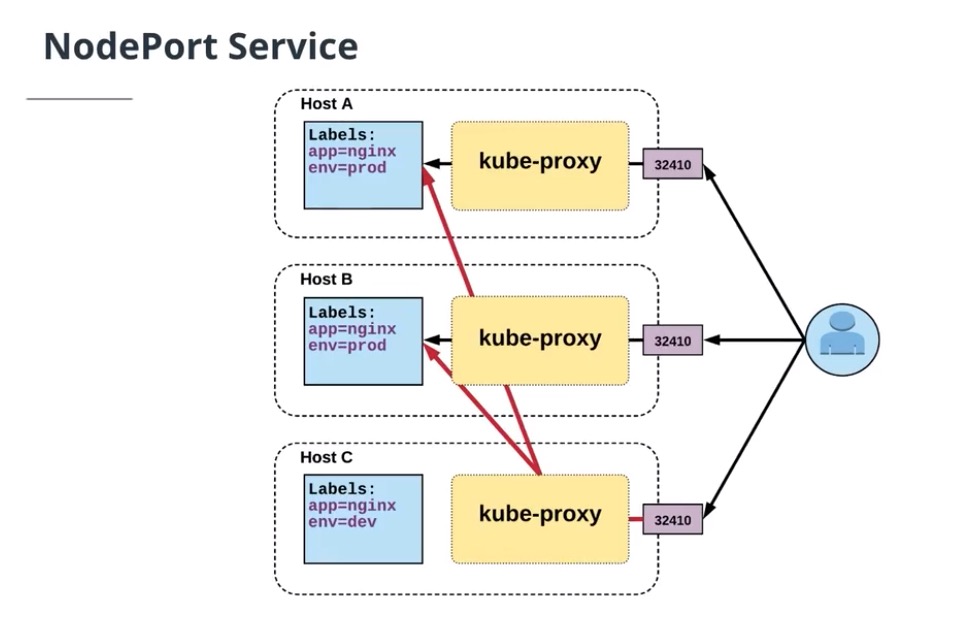 NodePort Service
Host A
Labels:
app=nginx
env=prod
kube-proxy
32410
Host B
Labels:
app=nginx
env=prod
kube-proxy
32410
Host C
Labels:
app=nginx
env=dev
kube-proxy
32410